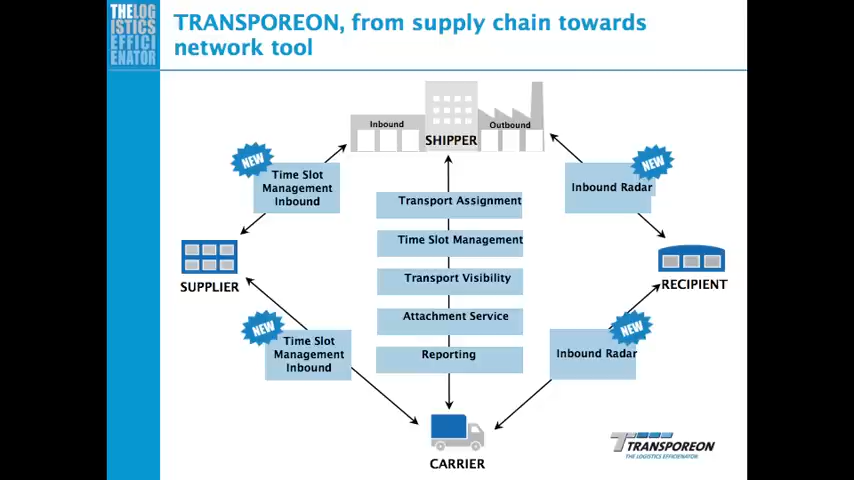 THELOG
ISTICS
EFFICI
ENATOR
TRANSPOREON, from supply chain towards
network tool
Inbound
Outbound
SHIPPER
NEW
Time Slot
Management
Inbound
NEW
Inbound Radar
Transport Assignment
Time Slot Management
Transport Visibility
Attachment Service
Reporting
SUPPLIER
RECIPIENT
NEW
Time Slot
Management
Inbound
NEW
Inbound Radar
CARRIER
TRANSPOREON
THE LOGISTICS EFFICIENATOR